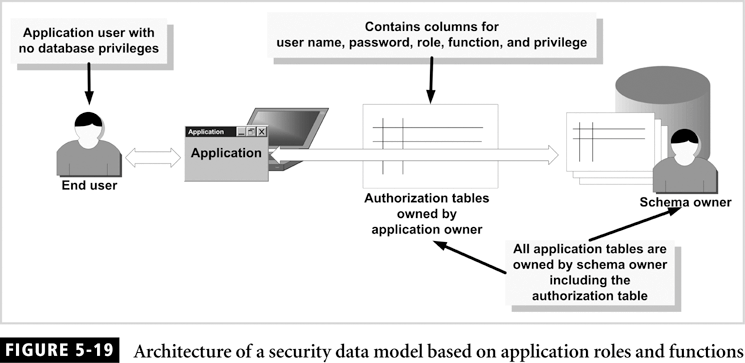 Application user with
no database privileges
Contains columns for
user name, password, role, function, and privilege
Application
Application
End user
Authorization tables
owned by
application owner
Schema owner
All application tables are
owned by schema owner
including the
authorization table
FIGURE 5-19 Architecture of a security data model based on application roles and functions